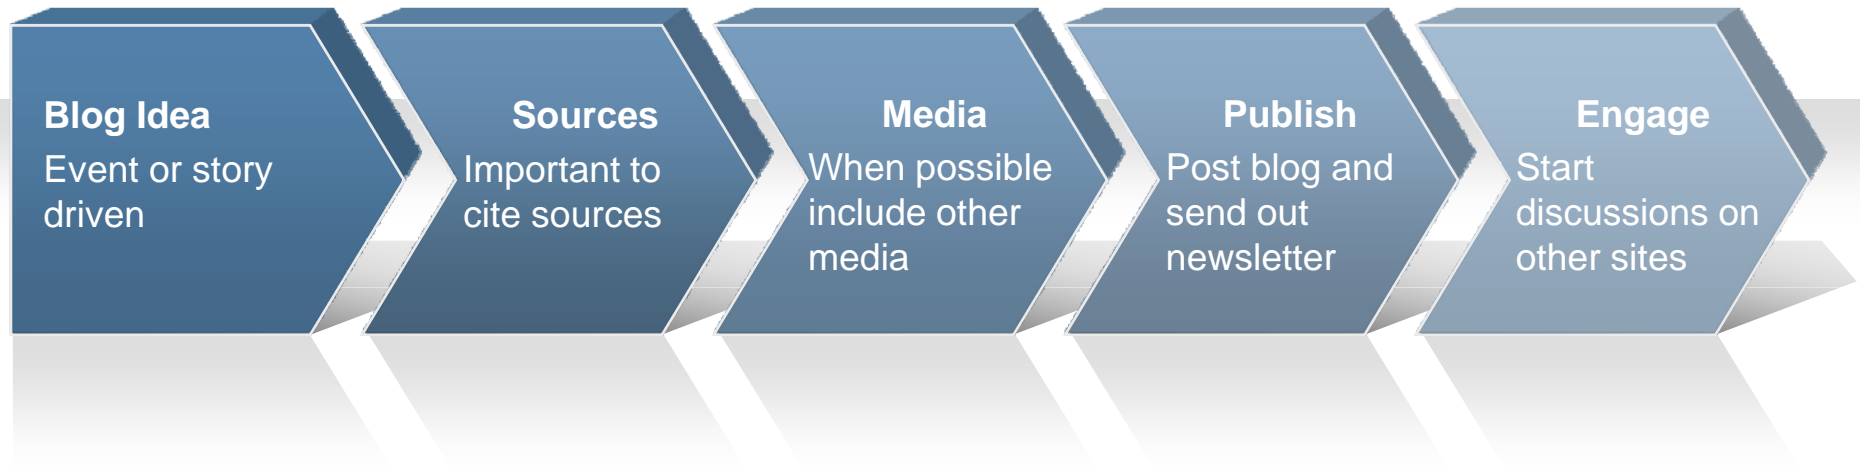 Blog Idea
Event or story
driven
Sources
Important to
cite sources
Media
When possible
include other
media
Publish
Post blog and
send out
newsletter
Engage
Start
discussions on
other sites